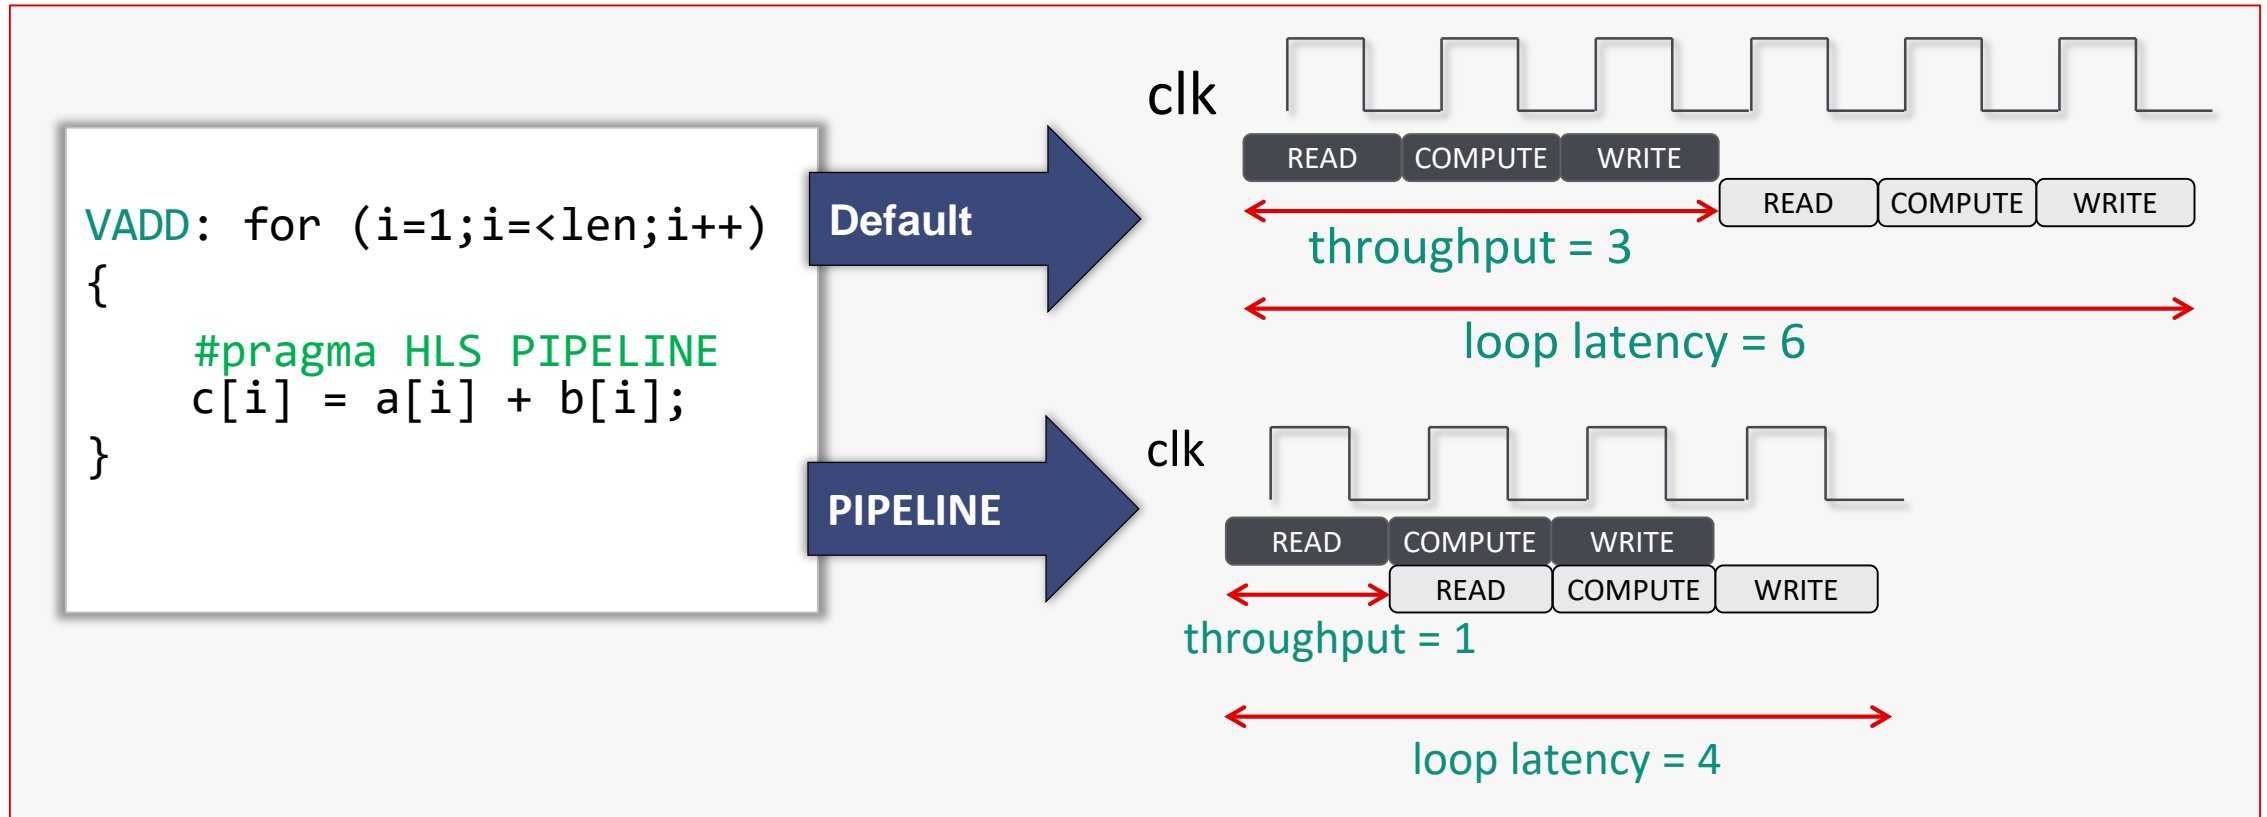 VADD: for (i=1;i=<len;i++)
{
#pragma HLS PIPELINE
c[i] = a[i] + b[i];
}
Default
clk
READ COMPUTE WRITE
READ COMPUTE WRITE
throughput = 3
loop latency = 6
PIPELINE
clk
READ COMPUTE WRITE
READ COMPUTE WRITE
throughput = 1
loop latency = 4